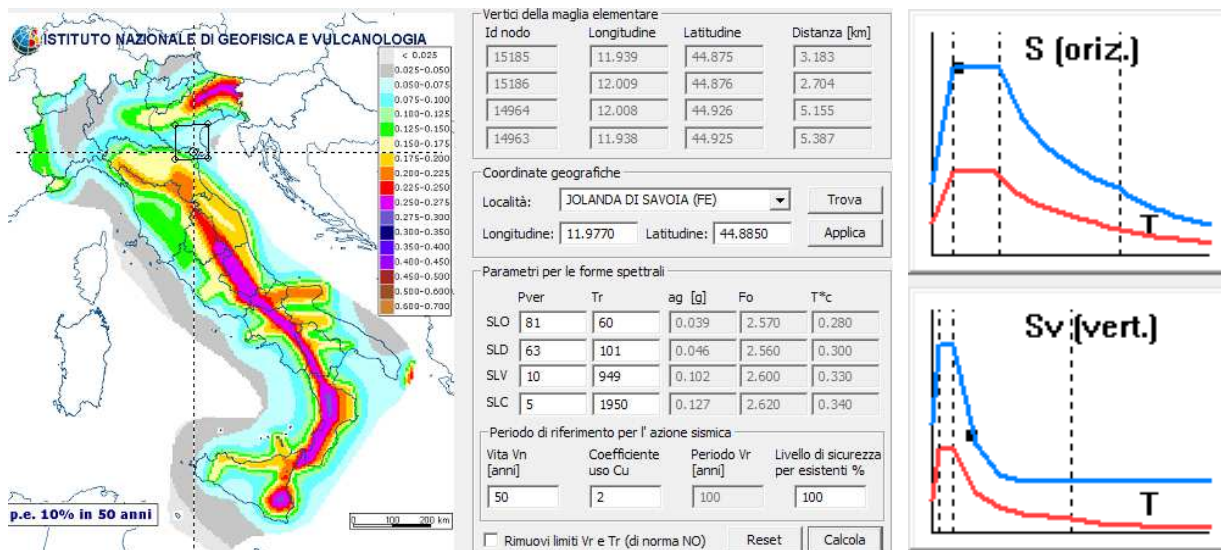 ISTITUTO NAZIONALE DI GEOFISICA E VULCANOLOGIA
< 0.025
0.025-0.050
0.050-0.075
0.075-0.100
0.100-0.125
0.125-0.150
0.150-0.175
0.175-0.200
0.200-0.225
0.225-0.250
0.250-0.275
0.275-0.300
0.300-0.350
0.350-0.400
0.400-0.450
0.450-0.500
0.500-0.600
0.600-0.700
p.e. 10% in 50 anni
100 200 km
Vertici della maglia elementare
Id nodo Longitudine Latitudine Distanza [km]
15185 11.939 44.875 3.183
15186 12.009 44.876 2.704
14964 12.008 44.926 5.155
14963 11.938 44.925 5.387
Coordinate geografiche
Località: JOLANDA DI SAVOIA (FE) Trova
Longitudine: 11.9770 Latitudine: 44.8850 Applica
Parametri per le forme spettrali
Pver Tr ag [g] Fo T*c
SLO 81 60 0.039 2.570 0.280
SLD 63 101 0.046 2.560 0.300
SLV 10 949 0.102 2.600 0.330
SLC 5 1950 0.127 2.620 0.340
Periodo di riferimento per l' azione sismica
Vita Vn Coefficiente Periodo Vr Livello di sicurezza
[anni] uso Cu [anni] per esistenti %
50 2 100 100
Rimuovi limiti Vr e Tr (di norma NO) Reset Calcola
S (oriz.)
T
Sv (vert.)
T